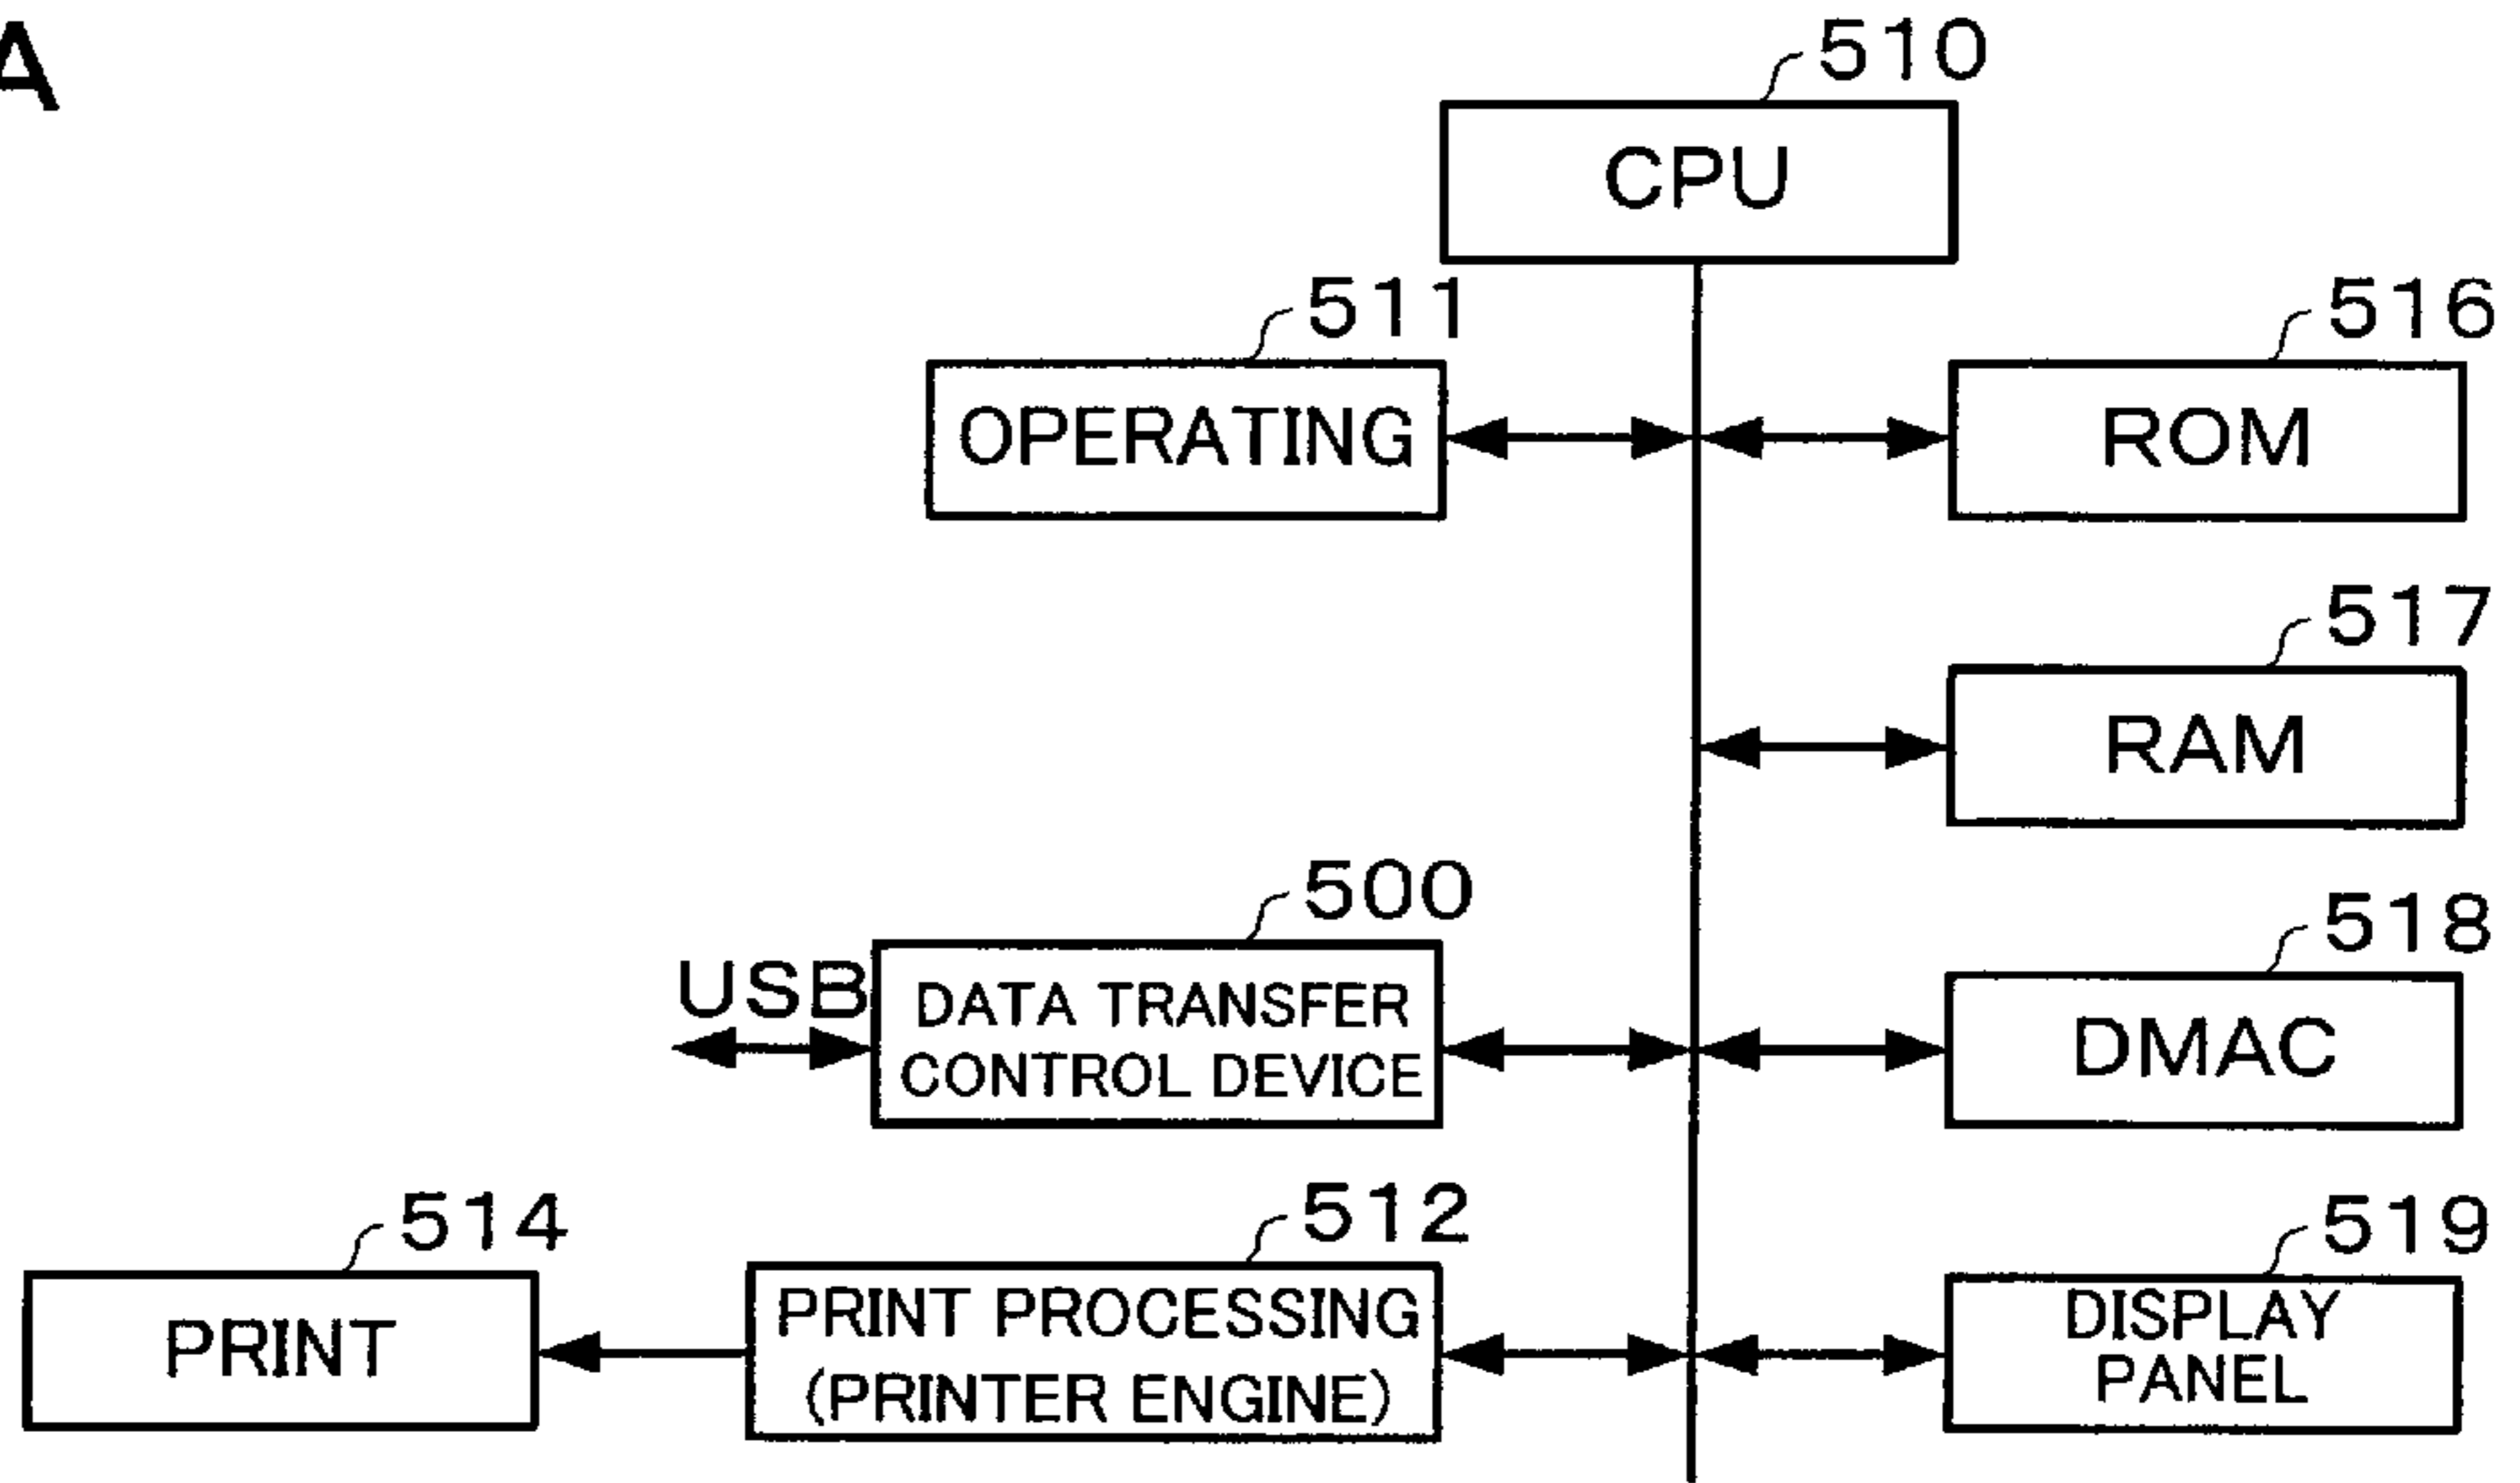 A
510
CPU
511
OPERATING
516
ROM
517
RAM
500
USB
DATA TRANSFER
CONTROL DEVICE
518
DMAC
514
PRINT
512
PRINT PROCESSING
(PRINTER ENGINE)
519
DISPLAY
PANEL